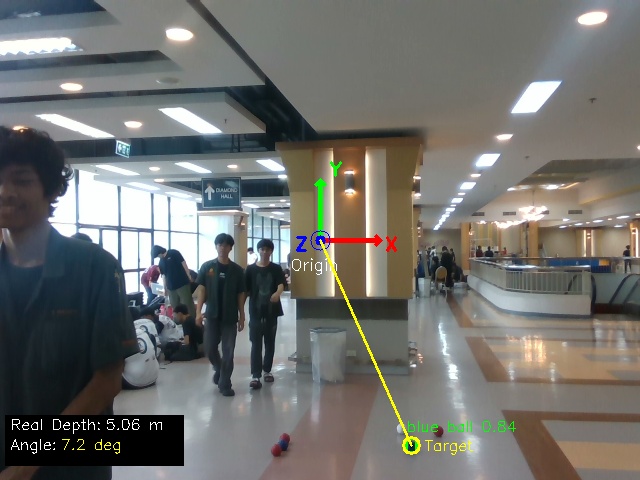 DIAMOND
HALL
Y
Z
X
Origin
blue ball 0.84
Target
Real Depth: 5.06 m
Angle: 7.2 deg